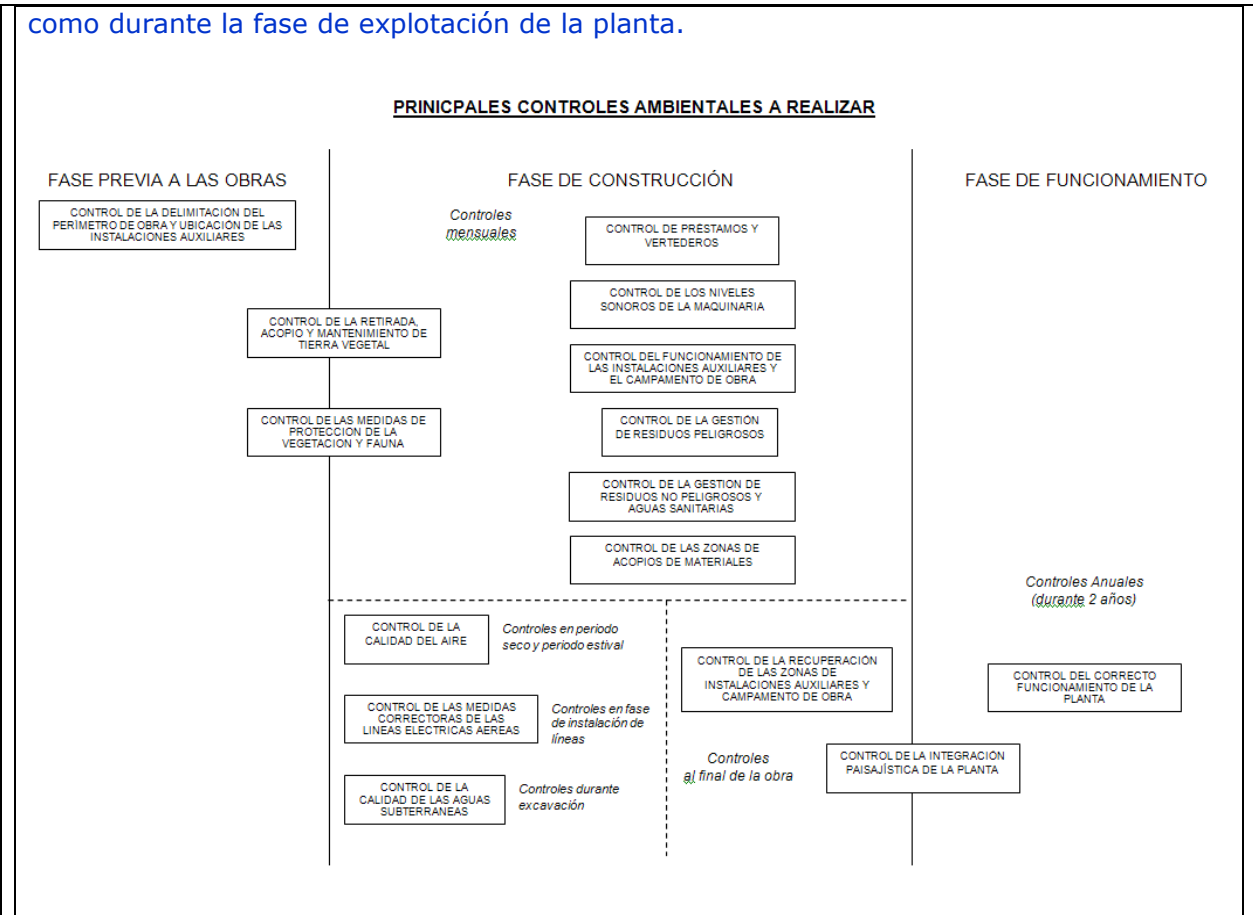 como durante la fase de explotación de la planta.
PRINICPALES CONTROLES AMBIENTALES A REALIZAR
FASE PREVIA A LAS OBRAS
CONTROL DE LA DELIMITACIÓN DEL
PERÍMETRO DE OBRA Y UBICACIÓN DE LAS
INSTALACIONES AUXILIARES
CONTROL DE LA RETIRADA,
ACOPIO Y MANTENIMIENTO DE
TIERRA VEGETAL
CONTROL DE LAS MEDIDAS DE
PROTECCION DE LA
VEGETACION Y FAUNA
FASE DE CONSTRUCCIÓN
Controles
mensuales
CONTROL DE PRÉSTAMOS Y
VERTEDEROS
CONTROL DE LOS NIVELES
SONOROS DE LA MAQUINARIA
CONTROL DEL FUNCIONAMIENTO DE
LAS INSTALACIONES AUXILIARES Y
EL CAMPAMENTO DE OBRA
CONTROL DE LA GESTIÓN
DE RESIDUOS PELIGROSOS
CONTROL DE LA GESTION DE
RESIDUOS NO PELIGROSOS Y
AGUAS SANITARIAS
CONTROL DE LAS ZONAS DE
ACOPIOS DE MATERIALES
CONTROL DE LA
CALIDAD DEL AIRE
Controles en periodo
seco y periodo estival
CONTROL DE LAS MEDIDAS
CORRECTORAS DE LAS
LINEAS ELECTRICAS AEREAS
Controles en fase
de instalación de
líneas
CONTROL DE LA
CALIDAD DE LAS AGUAS
SUBTERRANEAS
Controles durante
excavación
CONTROL DE LA RECUPERACIÓN
DE LAS ZONAS DE
INSTALACIONES AUXILIARES Y
CAMPAMENTO DE OBRA
Controles
al final de la obra
CONTROL DE LA INTEGRACIÓN
PAISAJÍSTICA DE LA PLANTA
FASE DE FUNCIONAMIENTO
Controles Anuales
(durante 2 años)
CONTROL DEL CORRECTO
FUNCIONAMIENTO DE LA
PLANTA